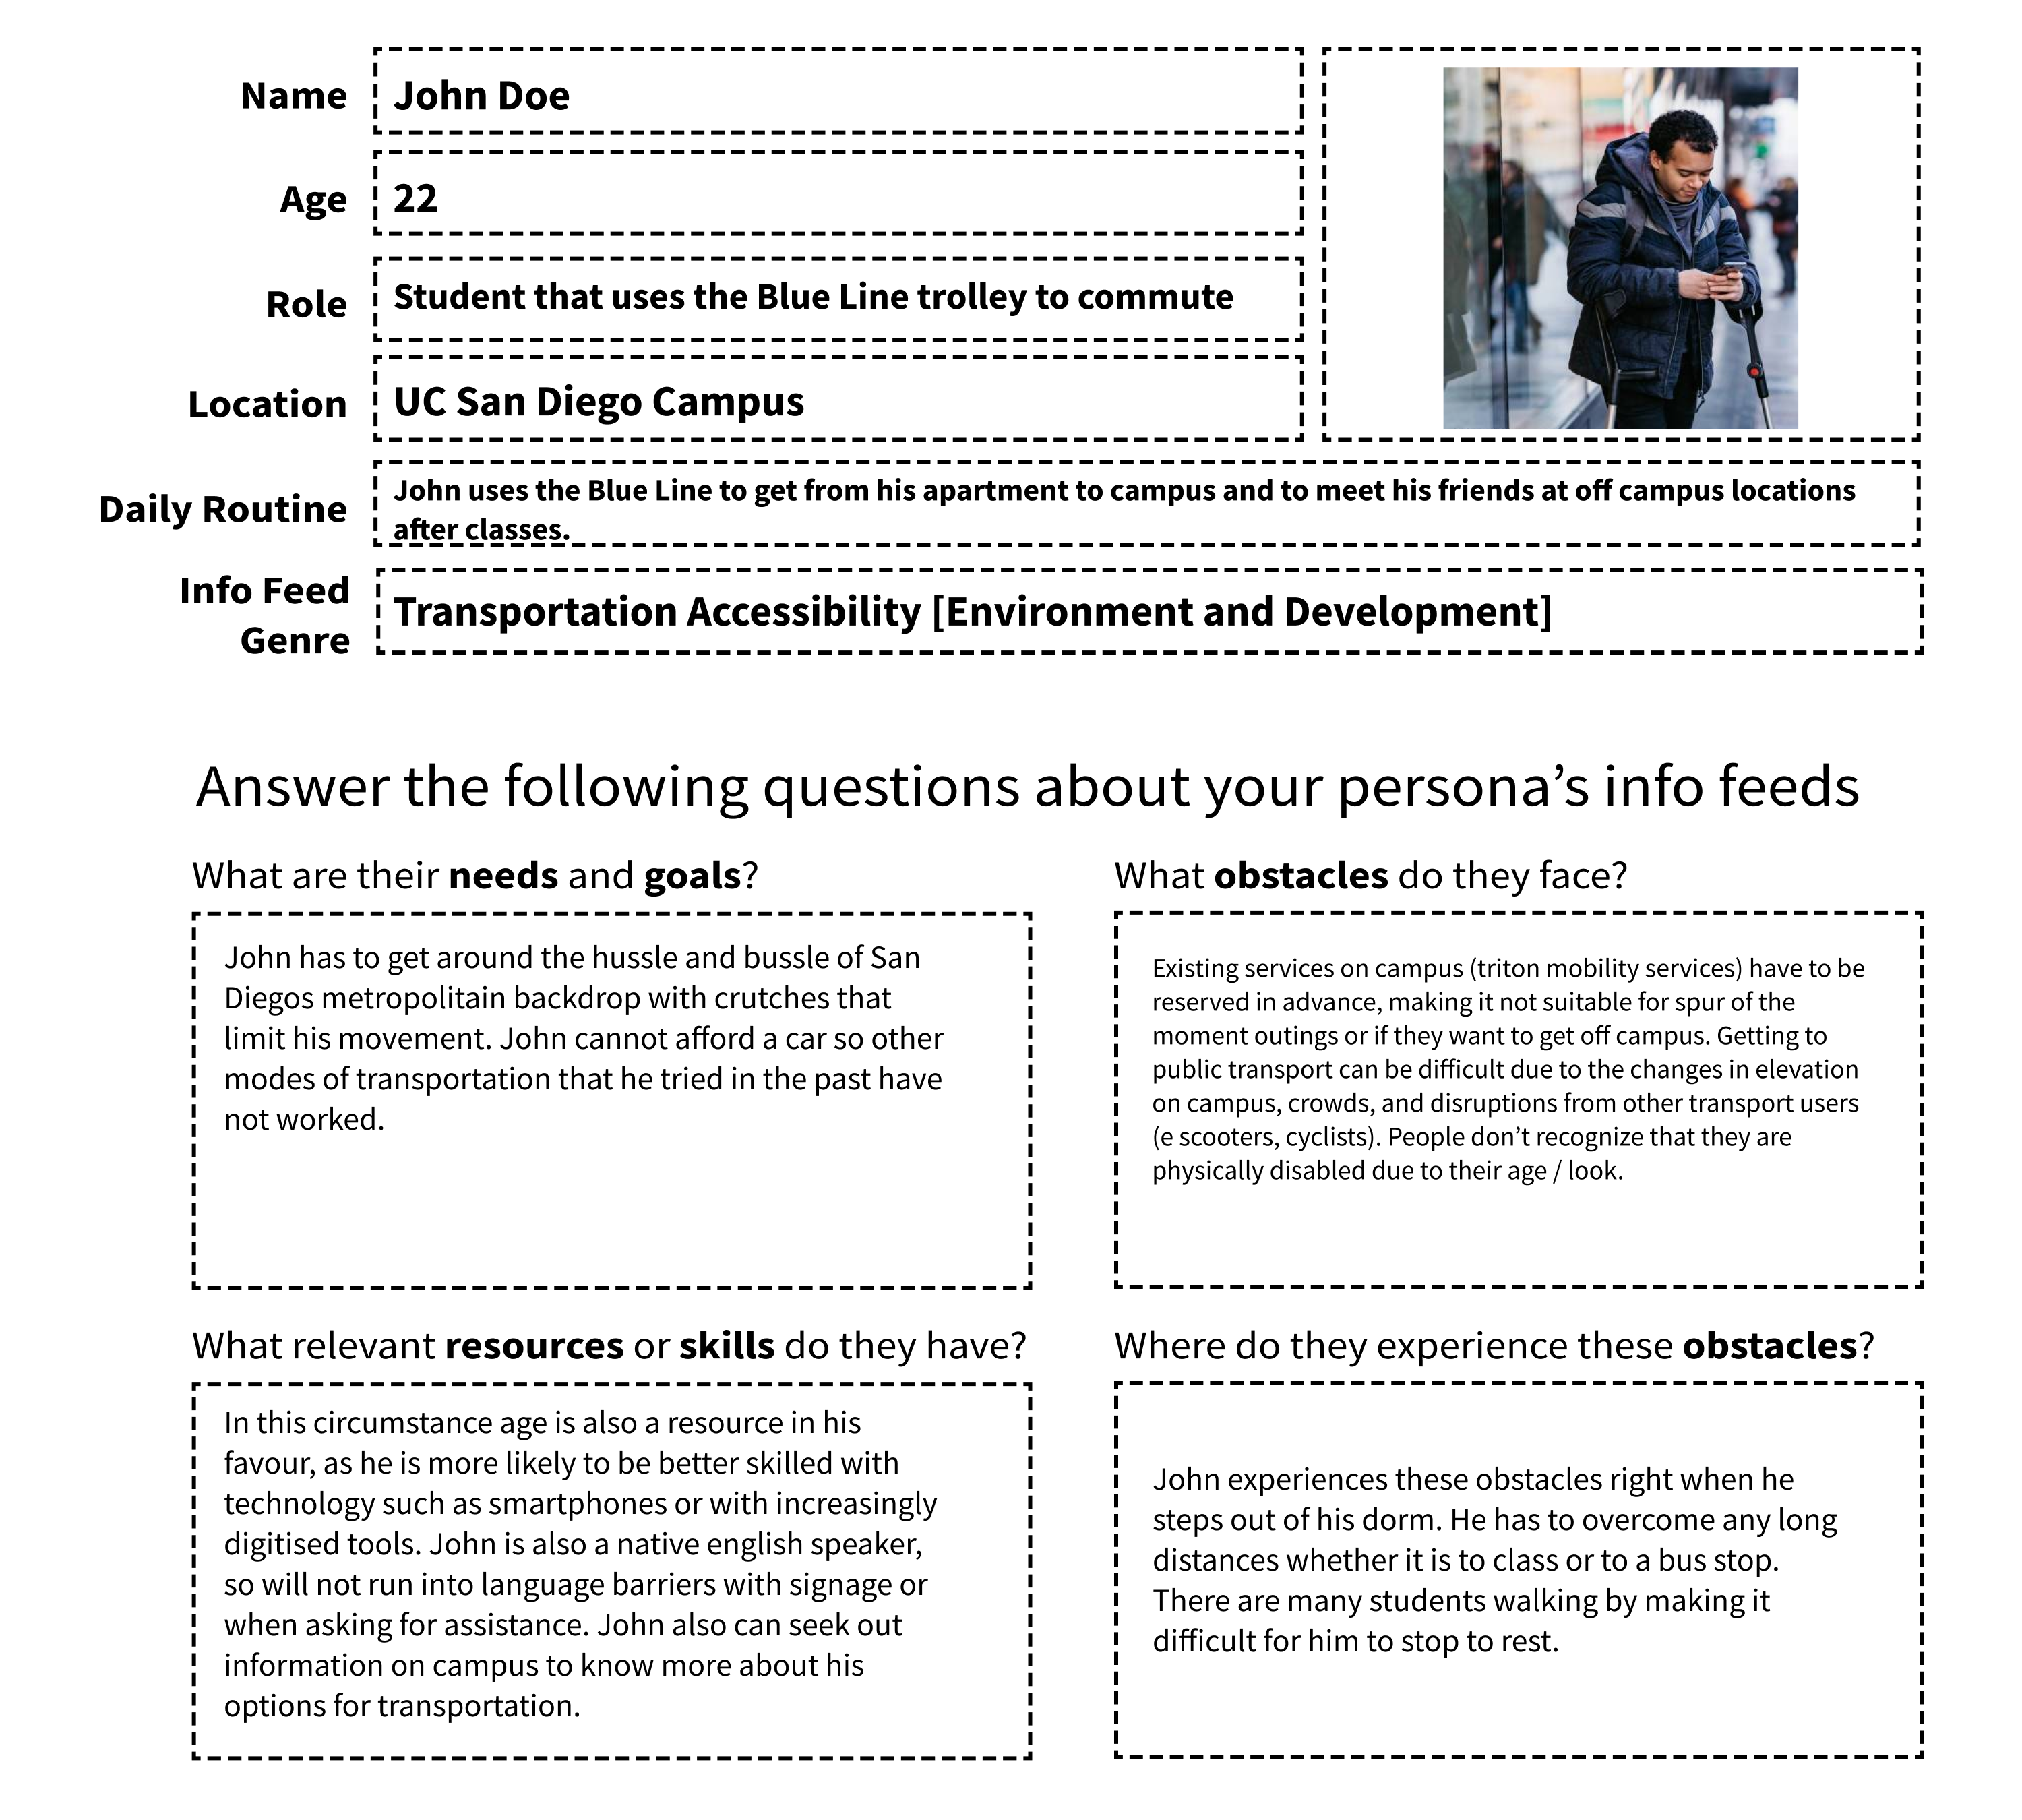 Name
John Doe
Age
22
Role
Student that uses the Blue Line trolley to commute
Location
UC San Diego Campus
Daily Routine
John uses the Blue Line to get from his apartment to campus and to meet his friends at off campus locations
after classes.
Info Feed
Genre
Transportation Accessibility [Environment and Development]
Answer the following questions about your persona’s info feeds
What are their needs and goals?
John has to get around the hussle and bussle of San
Diegos metropolitain backdrop with crutches that
limit his movement. John cannot afford a car so other
modes of transportation that he tried in the past have
not worked.
What obstacles do they face?
Existing services on campus (triton mobility services) have to be
reserved in advance, making it not suitable for spur of the
moment outings or if they want to get off campus. Getting to
public transport can be difficult due to the changes in elevation
on campus, crowds, and disruptions from other transport users
(e scooters, cyclists). People don’t recognize that they are
physically disabled due to their age / look.
What relevant resources or skills do they have?
In this circumstance age is also a resource in his
favour, as he is more likely to be better skilled with
technology such as smartphones or with increasingly
digitised tools. John is also a native english speaker,
so will not run into language barriers with signage or
when asking for assistance. John also can seek out
information on campus to know more about his
options for transportation.
Where do they experience these obstacles?
John experiences these obstacles right when he
steps out of his dorm. He has to overcome any long
distances whether it is to class or to a bus stop.
There are many students walking by making it
difficult for him to stop to rest.